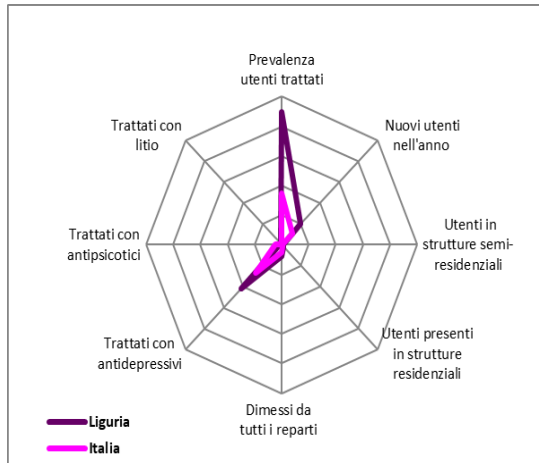 Prevalenza
utenti trattati
Nuovi utenti
nell'anno
Utenti in
strutture semi-
residenziali
Utenti presenti
in strutture
residenziali
Dimessi da
tutti i reparti
Trattati con
antidepressivi
Trattati con
antipsicotici
Trattati con
litio
Liguria
Italia